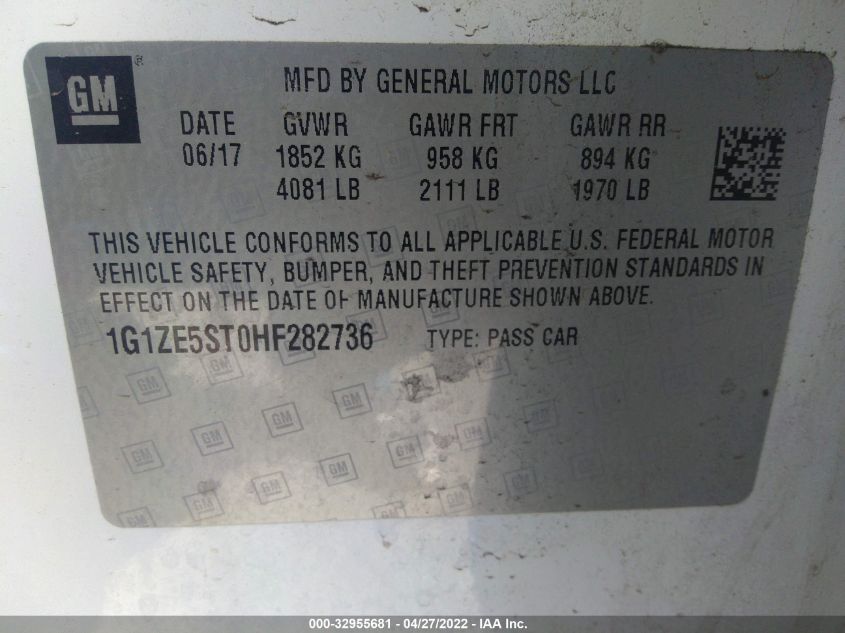 GM®
MFD BY GENERAL MOTORS LLC
DATE GVWR GAWR FRT GAWR RR
06/17 1852 KG 958 KG 894 KG
4081 LB 2111 LB 1970 LB
THIS VEHICLE CONFORMS TO ALL APPLICABLE U.S. FEDERAL MOTOR
VEHICLE SAFETY, BUMPER, AND THEFT PREVENTION STANDARDS IN
EFFECT ON THE DATE OF MANUFACTURE SHOWN ABOVE.
1G1ZE5ST0HF282736 TYPE: PASS CAR
000-32955681 - 04/27/2022 - IAA Inc.